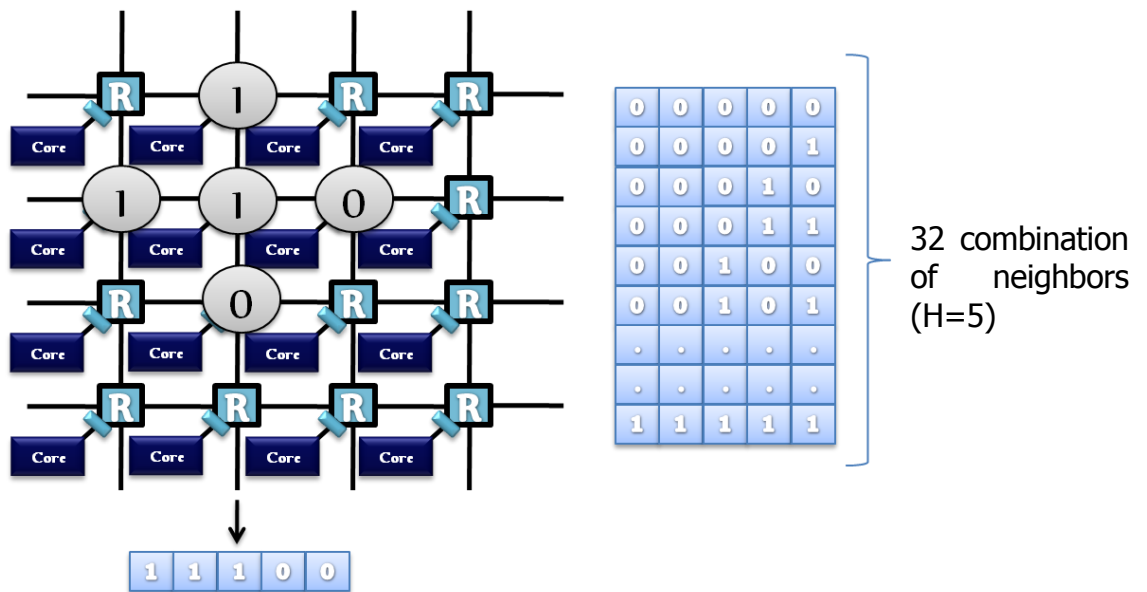 R 1 R R
Core Core Core Core
1 1 0 R
Core Core Core Core
R 0 R R
Core Core Core Core
R R R R
Core Core Core Core
1 1 1 0 0
0 0 0 0 0
0 0 0 0 1
0 0 0 1 0
0 0 0 1 1
0 0 1 0 0
0 0 1 0 1
. . . . .
. . . . .
1 1 1 1 1
32 combination
of neighbors
(H=5)